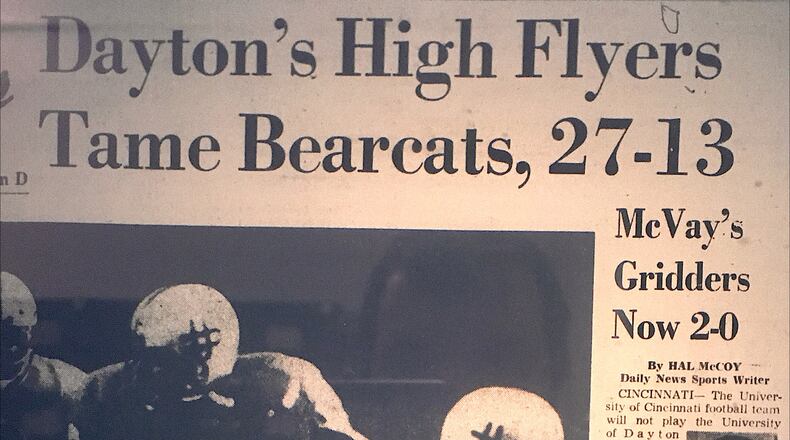 Dayton's High Flyers
Tame Bearcats, 27-13
n D
McVay's
Gridders
Now 2-0
By HAL McCOY
Daily News Sports Writer
CINCINNATI— The Univer-
sity of Cincinnati football team
will not play the University
of Dayton